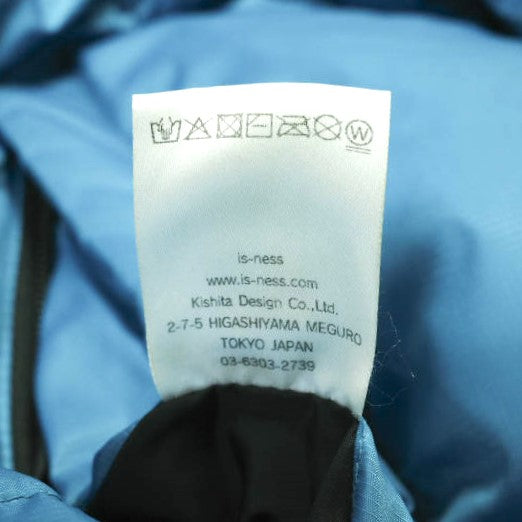 W
is-ness
www.is-ness.com
Kishita Design Co.,Ltd.
2-7-5 HIGASHIYAMA MEGURO
TOKYO JAPAN
03-6303-2739